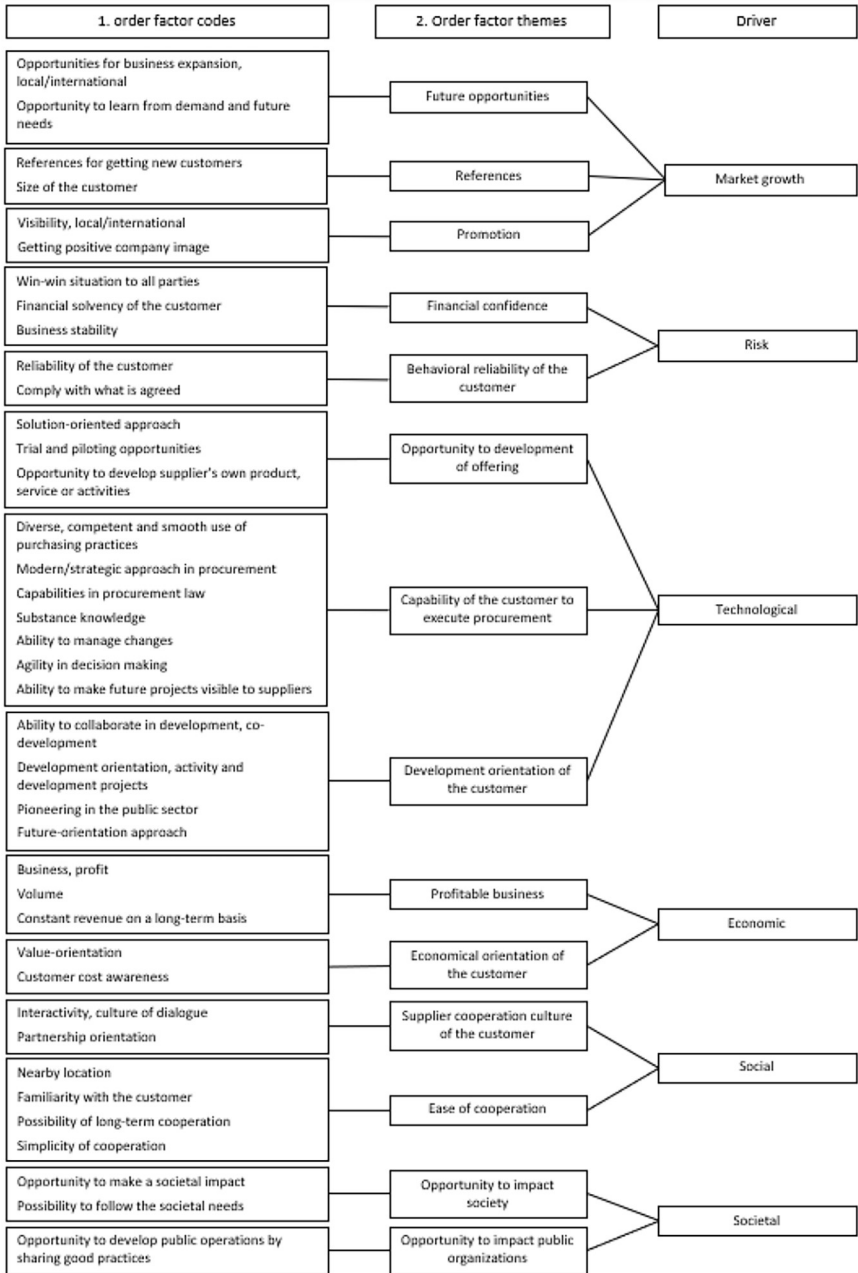 1. order factor codes
2. Order factor themes
Driver
Opportunities for business expansion,
local/international
Opportunity to learn from demand and future
needs
Future opportunities
References for getting new customers
Size of the customer
References
Market growth
Visibility, local/international
Getting positive company image
Promotion
Win-win situation to all parties
Financial solvency of the customer
Business stability
Financial confidence
Risk
Reliability of the customer
Comply with what is agreed
Behavioral reliability of the
customer
Solution-oriented approach
Trial and piloting opportunities
Opportunity to develop supplier's own product,
service or activities
Opportunity to development
of offering
Diverse, competent and smooth use of
purchasing practices
Modern/strategic approach in procurement
Capabilities in procurement law
Substance knowledge
Ability to manage changes
Agility in decision making
Ability to make future projects visible to suppliers
Capability of the customer to
execute procurement
Technological
Ability to collaborate in development, co-
development
Development orientation, activity and
development projects
Pioneering in the public sector
Future-orientation approach
Development orientation of
the customer
Business, profit
Volume
Constant revenue on a long-term basis
Profitable business
Economic
Value-orientation
Customer cost awareness
Economical orientation of
the customer
Interactivity, culture of dialogue
Partnership orientation
Supplier cooperation culture
of the customer
Social
Nearby location
Familiarity with the customer
Possibility of long-term cooperation
Simplicity of cooperation
Ease of cooperation
Opportunity to make a societal impact
Possibility to follow the societal needs
Opportunity to impact
society
Societal
Opportunity to develop public operations by
sharing good practices
Opportunity to impact public
organizations